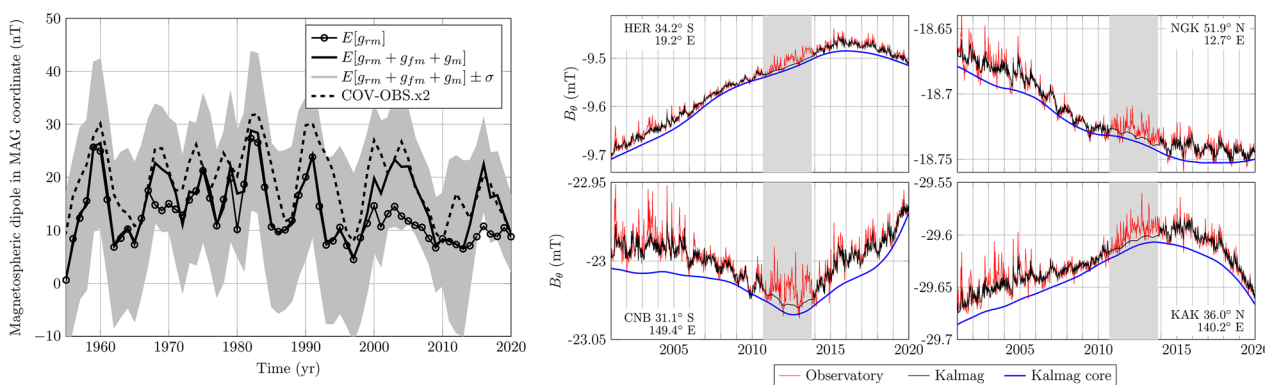 Magnetospheric dipole in MAG coordinate (nT)
50
40
30
20
10
0
−10
1960
1970
1980
1990
2000
2010
2020
Time (yr)
E[g_rm]
E[g_rm + g_fm + g_m]
E[g_rm + g_fm + g_m] ± σ
COV-OBS.x2
B_θ (mT)
-9.5
-9.6
-9.7
HER 34.2° S
19.2° E
-18.65
-18.7
-18.75
NGK 51.9° N
12.7° E
B_θ (mT)
-22.95
-23
-23.05
CNB 31.1° S
149.4° E
2005
2010
2015
2020
-29.55
-29.6
-29.65
-29.7
KAK 36.0° N
140.2° E
2005
2010
2015
2020
Observatory
Kalmag
Kalmag core